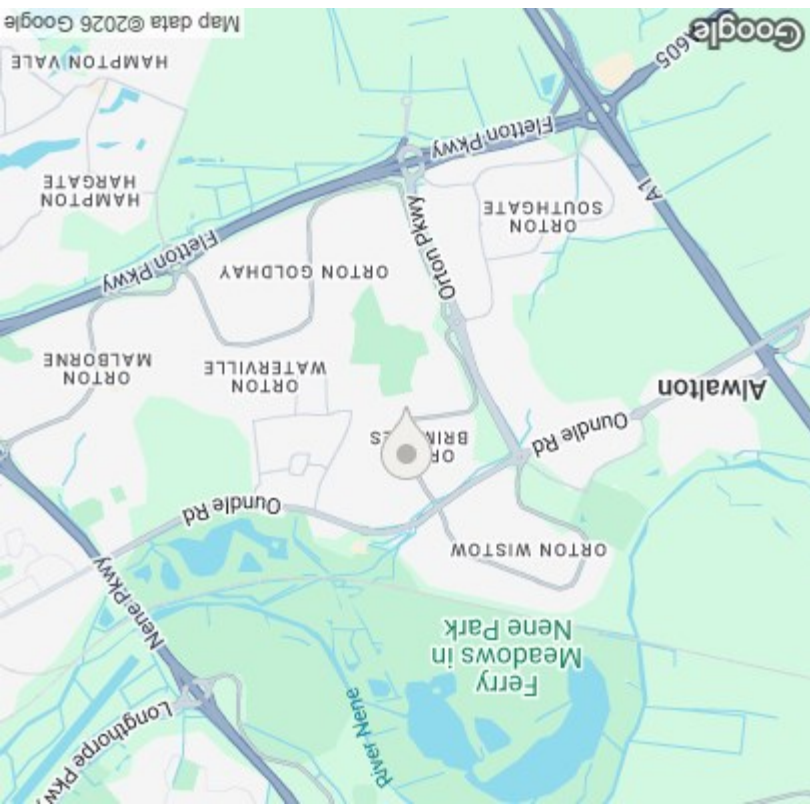 Longthorpe Pkwy
River Nene
Ferry
Meadows in
Nene Park
Nene Pkwy
ORTON WISTOW
Oundle Rd
Oundle Rd
Alwalton
ORTON
MALBORNE
ORTON
WATERVILLE
ORTON GOLDHAY
Orton Pkwy
Fletton Pkwy
ORTON
SOUTHGATE
A1
HAMPTON
HARGATE
Fletton Pkwy
HAMPTON VALE
A605
Google
Map data ©2026 Google